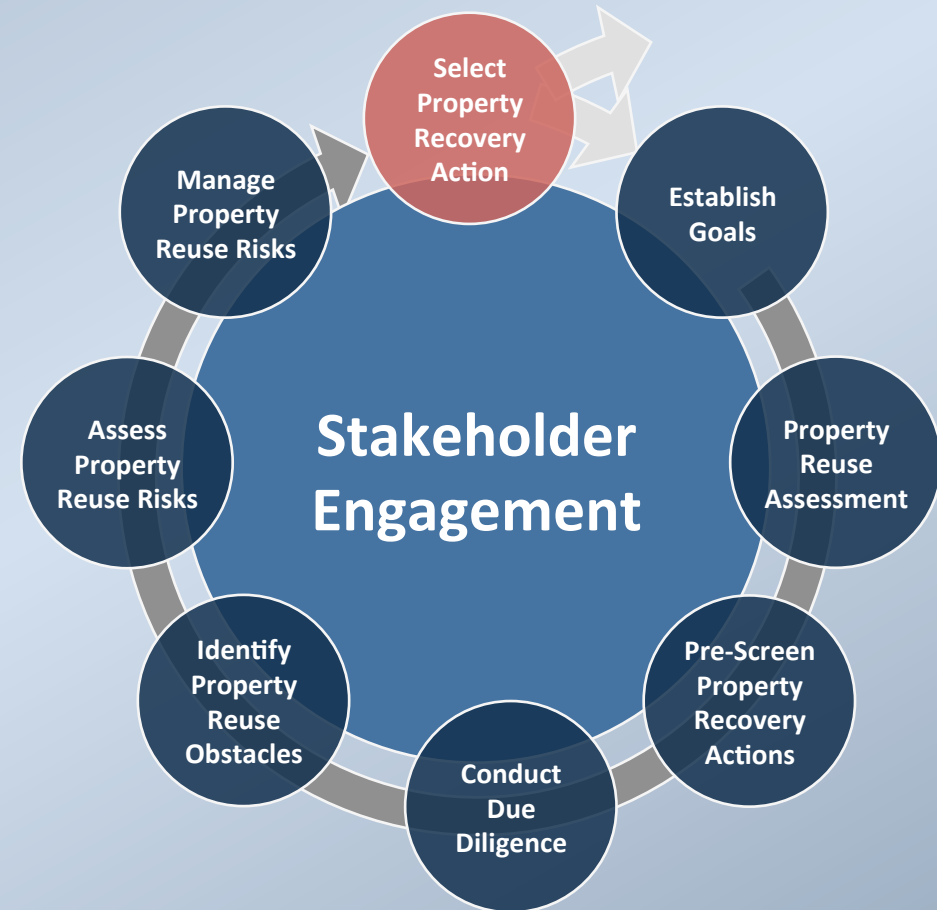 Select
Property
Recovery
Action
Establish
Goals
Property
Reuse
Assessment
Pre-Screen
Property
Recovery
Actions
Conduct
Due
Diligence
Identify
Property
Reuse
Obstacles
Assess
Property
Reuse Risks
Manage
Property
Reuse Risks
Stakeholder
Engagement